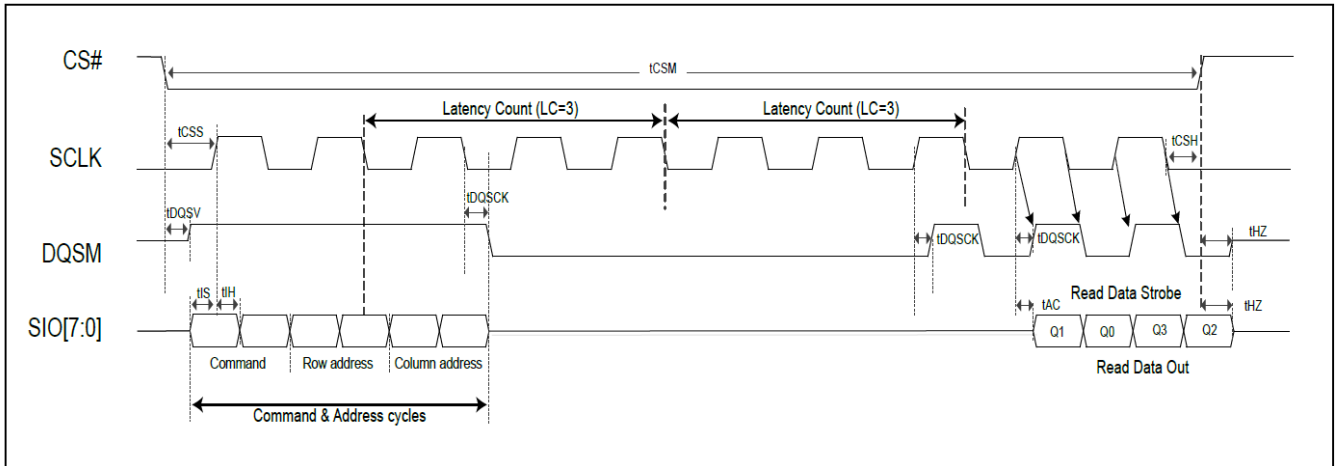 CS#
tCSM
Latency Count (LC=3)
Latency Count (LC=3)
tCSS
tCSH
SCLK
tDQSCK
tDQSV
tDQSCK
tDQSCK
tHZ
DQSM
tIS
tIH
Read Data Strobe
tAC
tHZ
SIO[7:0]
Q1
Q0
Q3
Q2
Command
Row address
Column address
Read Data Out
Command & Address cycles